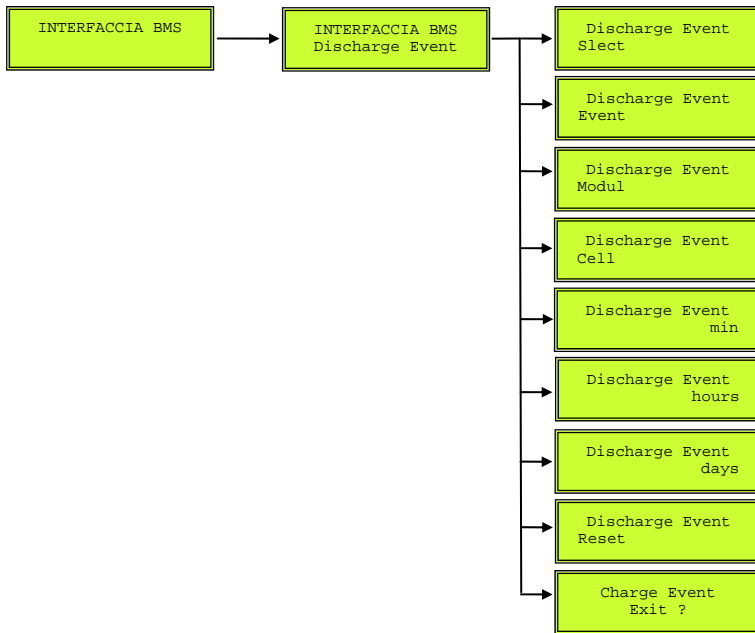 INTERFACCIA BMS
INTERFACCIA BMS
Discharge Event
Discharge Event
Slect
Discharge Event
Event
Discharge Event
Modul
Discharge Event
Cell
Discharge Event
min
Discharge Event
hours
Discharge Event
days
Discharge Event
Reset
Charge Event
Exit ?